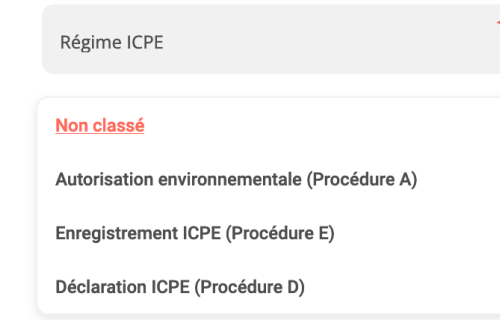 Régime ICPE
Non classé
Autorisation environnementale (Procédure A)
Enregistrement ICPE (Procédure E)
Déclaration ICPE (Procédure D)